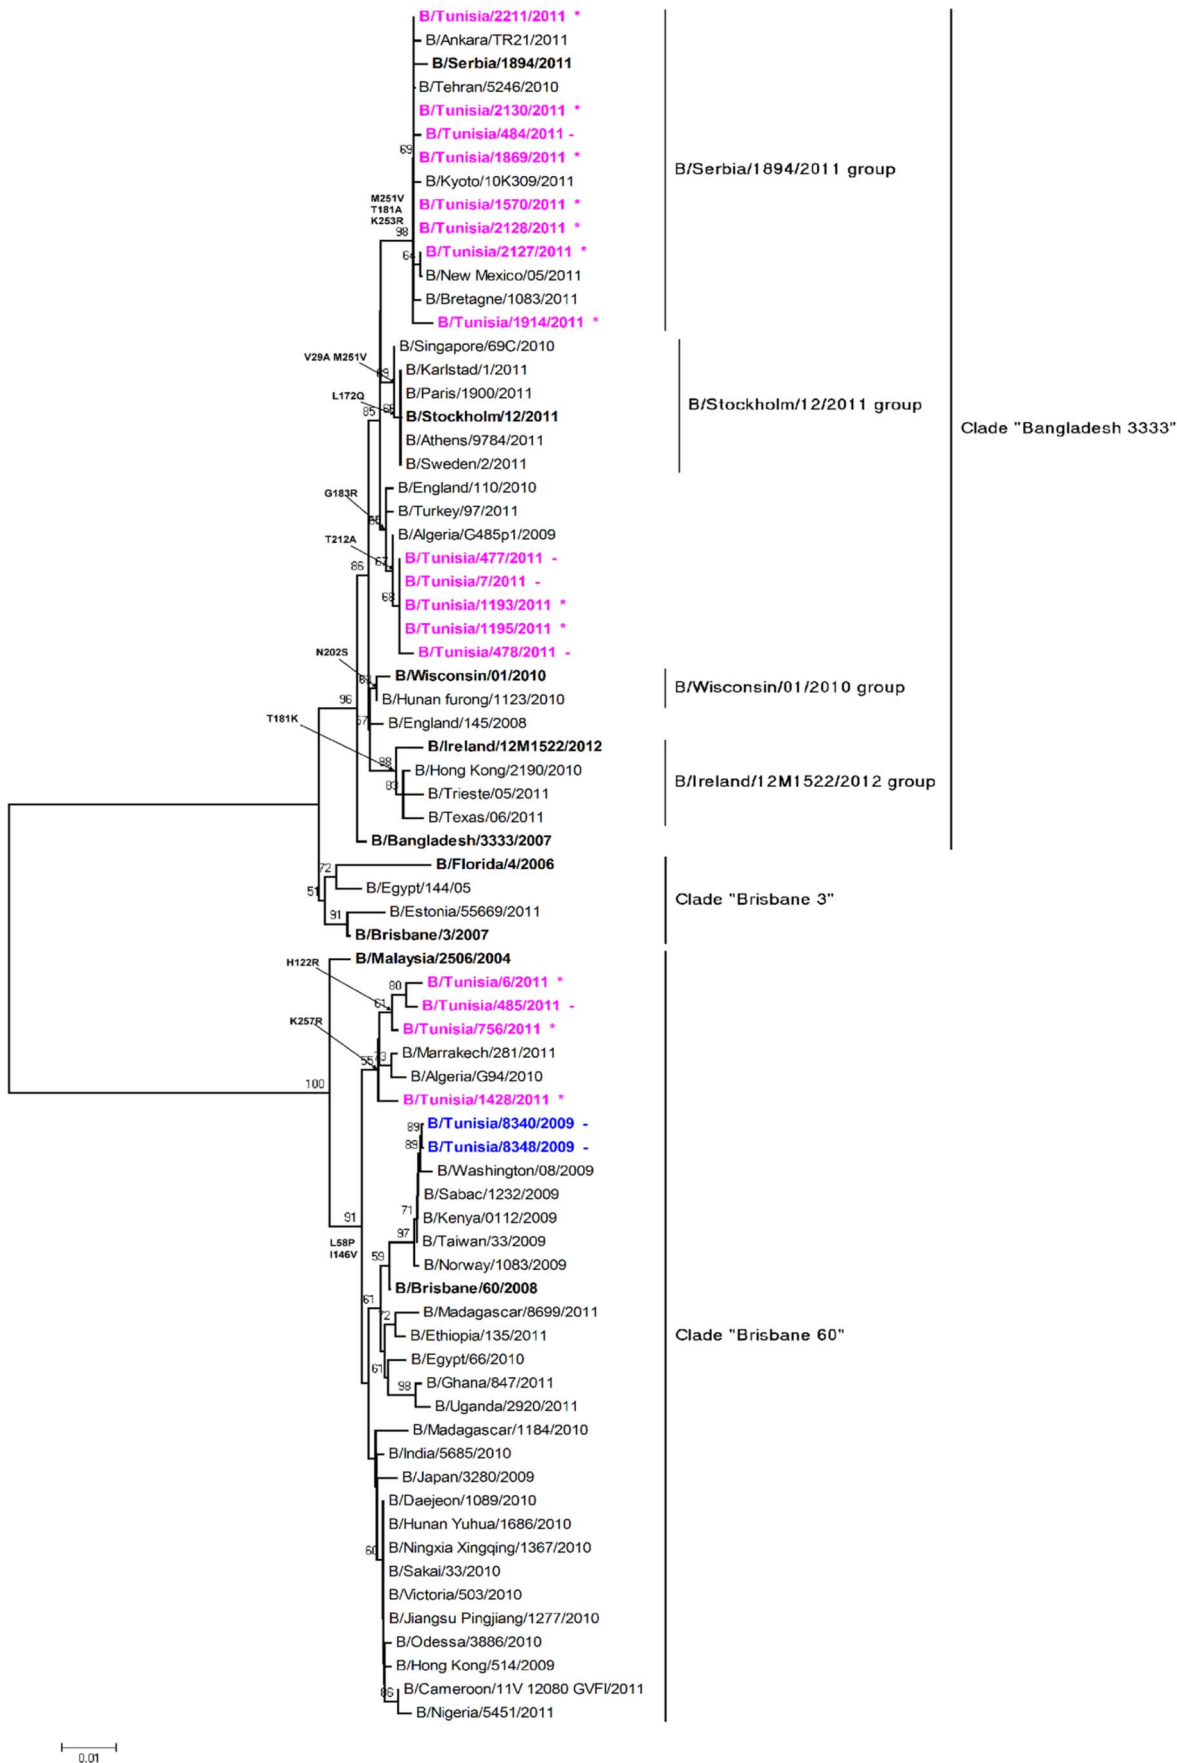 B/Tunisia/2211/2011 *
B/Ankara/TR21/2011
B/Serbia/1894/2011
B/Tehran/5246/2010
B/Tunisia/2130/2011 *
B/Tunisia/484/2011 -
69
B/Tunisia/1869/2011 *
B/Serbia/1894/2011 group
B/Kyoto/10K309/2011
M251V
T181A
K253R
B/Tunisia/1570/2011 *
B/Tunisia/2128/2011 *
98
B/Tunisia/2127/2011 *
64
B/New Mexico/05/2011
B/Bretagne/1083/2011
B/Tunisia/1914/2011 *
B/Singapore/69C/2010
V29A M251V
B/Karlstad/1/2011
L172Q
B/Paris/1900/2011
B/Stockholm/12/2011 group
85
B/Stockholm/12/2011
Clade "Bangladesh 3333"
B/Athens/9784/2011
B/Sweden/2/2011
G183R
B/England/110/2010
B/Turkey/97/2011
B/Algeria/G485p1/2009
T212A
67
B/Tunisia/477/2011 -
86
B/Tunisia/7/2011 -
68
B/Tunisia/1193/2011 *
B/Tunisia/1195/2011 *
N202S
B/Tunisia/478/2011 -
B/Wisconsin/01/2010
B/Wisconsin/01/2010 group
96
B/Hunan furong/1123/2010
T181K
57
B/England/145/2008
B/Ireland/12M1522/2012
88
B/Hong Kong/2190/2010
B/Ireland/12M1522/2012 group
83
B/Trieste/05/2011
B/Texas/06/2011
B/Bangladesh/3333/2007
72
B/Florida/4/2006
51
B/Egypt/144/05
Clade "Brisbane 3"
91
B/Estonia/55669/2011
B/Brisbane/3/2007
H122R
B/Malaysia/2506/2004
80
B/Tunisia/6/2011 *
61
B/Tunisia/485/2011 -
K257R
B/Tunisia/756/2011 *
55
73
B/Marrakech/281/2011
B/Algeria/G94/2010
100
B/Tunisia/1428/2011 *
89
B/Tunisia/8340/2009 -
89
B/Tunisia/8348/2009 -
B/Washington/08/2009
B/Sabac/1232/2009
71
B/Kenya/0112/2009
91
97
B/Taiwan/33/2009
L58P
I146V
59
B/Norway/1083/2009
B/Brisbane/60/2008
61
72
B/Madagascar/8699/2011
B/Ethiopia/135/2011
Clade "Brisbane 60"
61
B/Egypt/66/2010
98
B/Ghana/847/2011
B/Uganda/2920/2011
B/Madagascar/1184/2010
B/India/5685/2010
B/Japan/3280/2009
B/Daejeon/1089/2010
B/Hunan Yuhua/1686/2010
60
B/Ningxia Xingqing/1367/2010
B/Sakai/33/2010
B/Victoria/503/2010
B/Jiangsu Pingjiang/1277/2010
B/Odessa/3886/2010
B/Hong Kong/514/2009
86
B/Cameroon/11V 12080 GVFI/2011
B/Nigeria/5451/2011
0.01